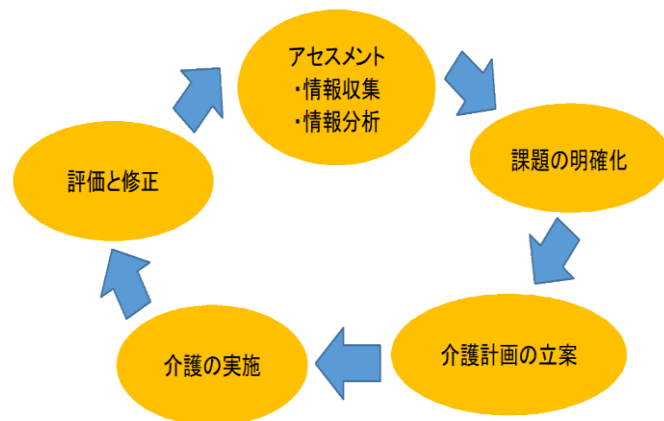 アセスメント
・情報収集
・情報分析
課題の明確化
介護計画の立案
介護の実施
評価と修正